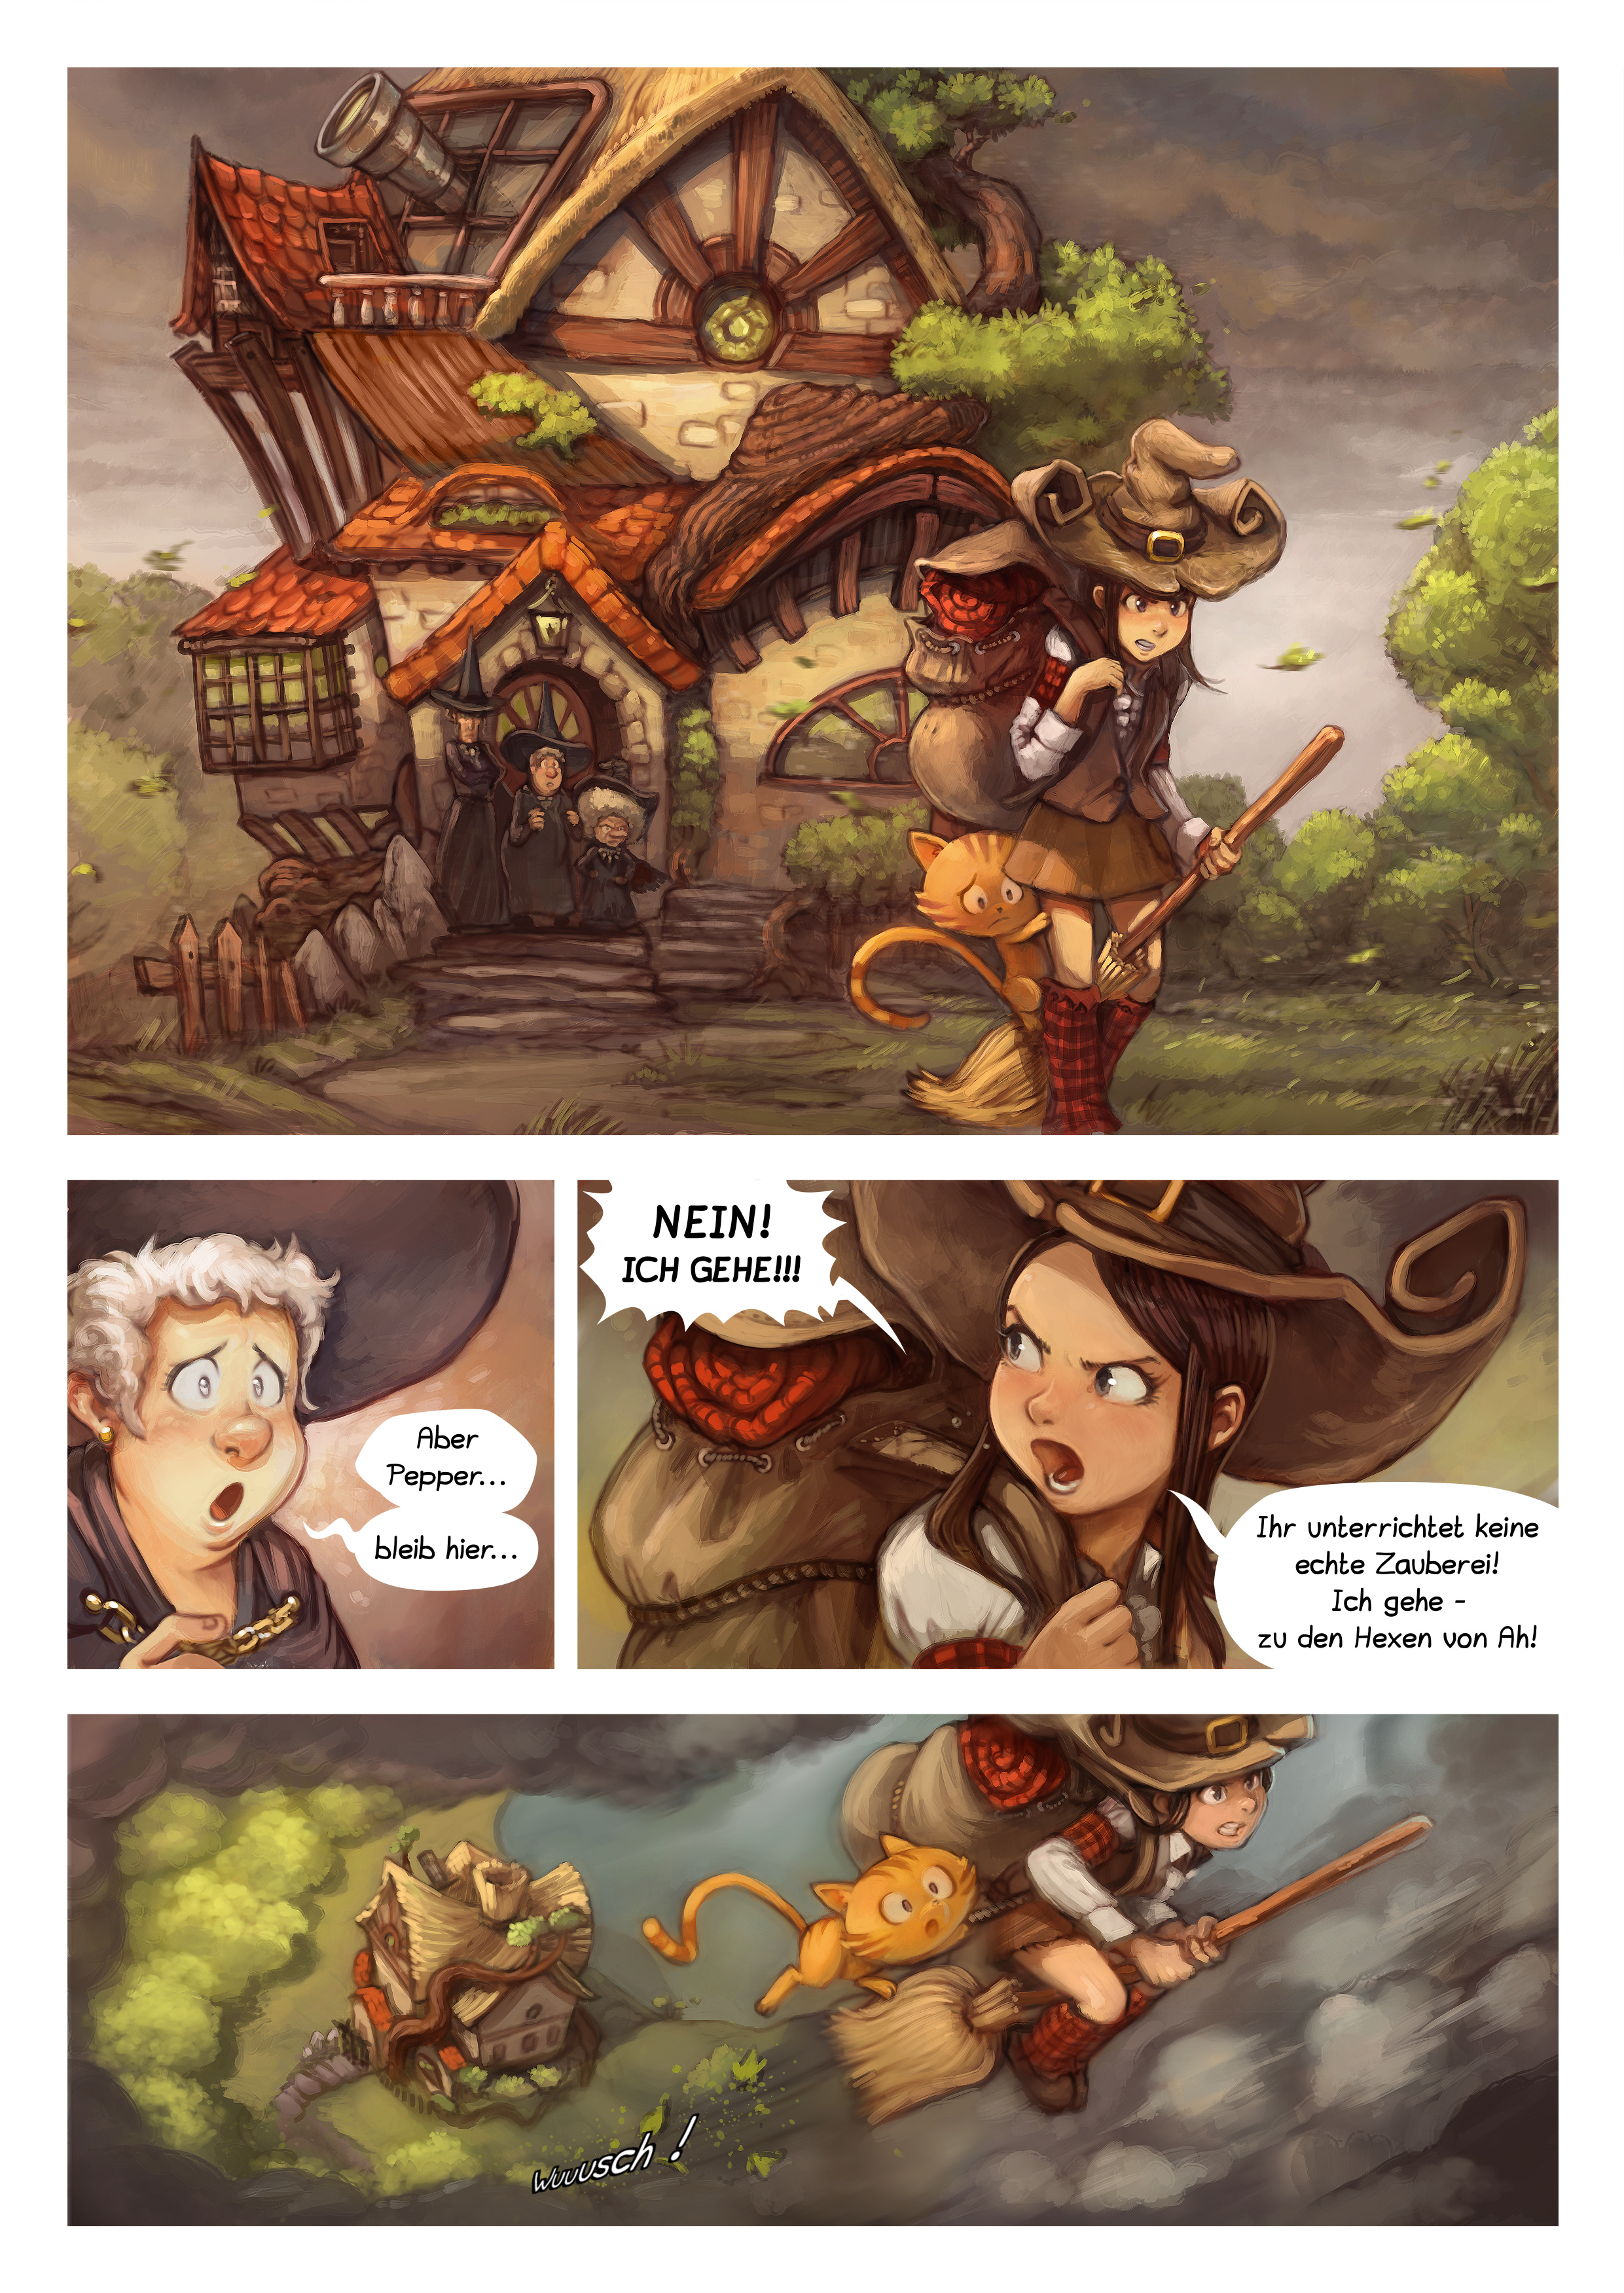 Aber
Pepper...
bleib hier...
NEIN!
ICH GEHE!!!
Ihr unterrichtet keine
echte Zauberei!
Ich gehe -
zu den Hexen von Ah!
Wuuusch !